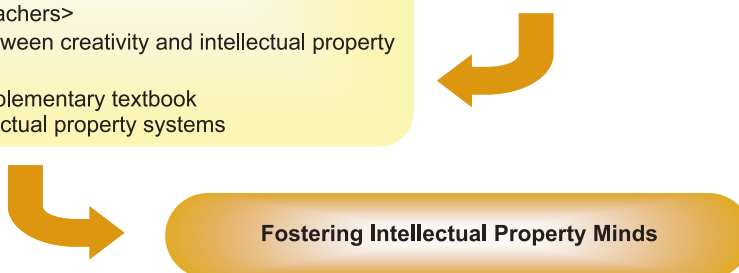 achers>
ween creativity and intellectual property
plementary textbook
ctual property systems
Fostering Intellectual Property Minds